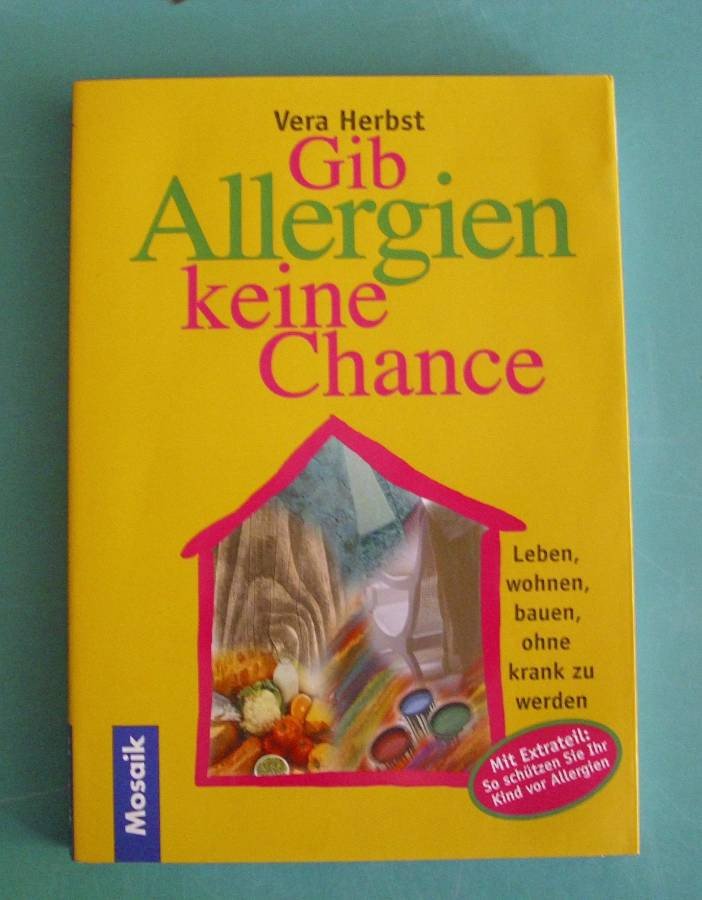 Vera Herbst
Gib
Allergien
keine
Chance
Leben,
wohnen,
bauen,
ohne
krank zu
werden
Mit Extrateil:
So schützen Sie Ihr
Kind vor Allergien
Mosaik